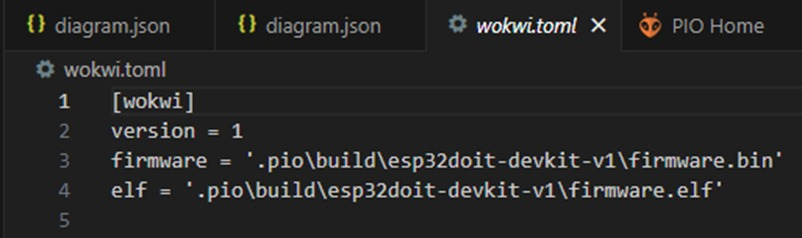 diagram.json diagram.json wokwi.toml PIO Home
wokwi.toml
1 [wokwi]
2 version = 1
3 firmware = '.pio\build\esp32doit-devkit-v1\firmware.bin'
4 elf = '.pio\build\esp32doit-devkit-v1\firmware.elf'
5